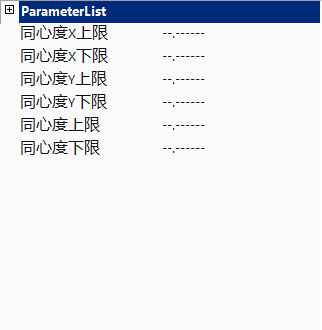 ParameterList
同心度X上限 --.------
同心度X下限 --.------
同心度Y上限 --.------
同心度Y下限 --.------
同心度上限 --.------
同心度下限 --.------